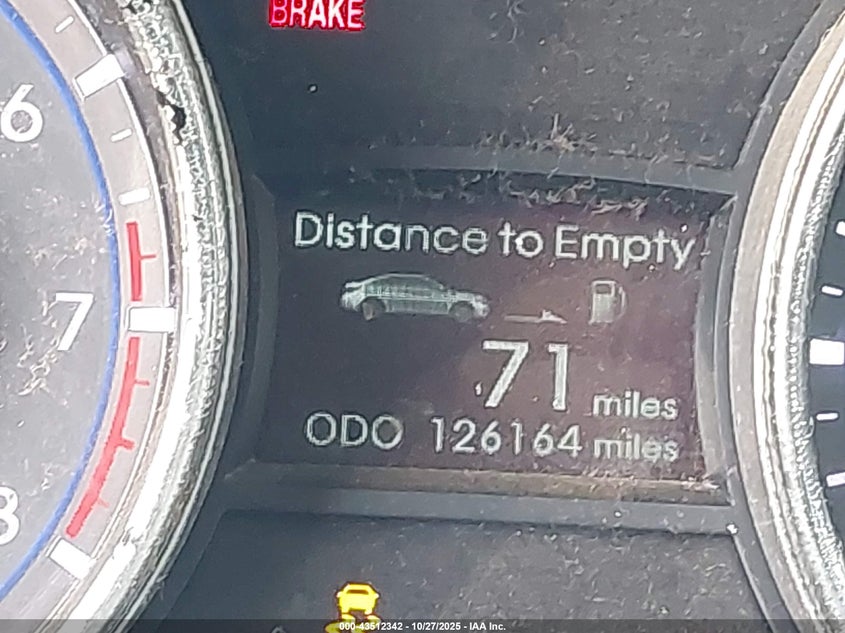 BRAKE
6
Distance to Empty
7
71 miles
ODO 126164 miles
8
000-43512342 - 10/27/2025 - IAA Inc.